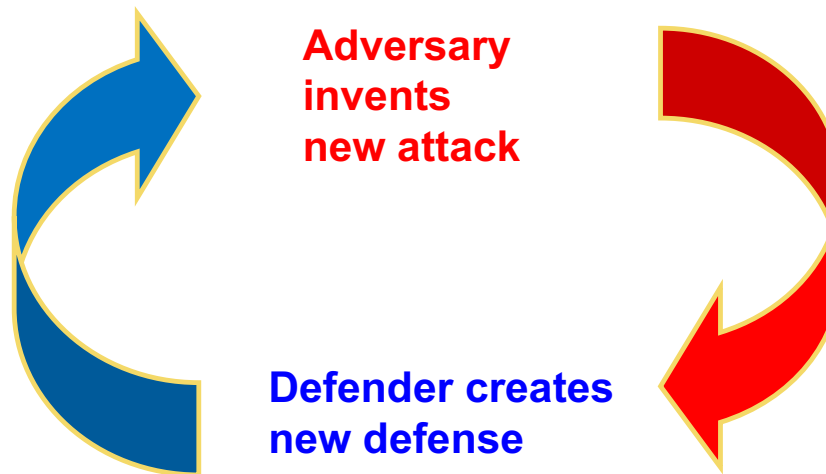 Adversary
invents
new attack
Defender creates
new defense